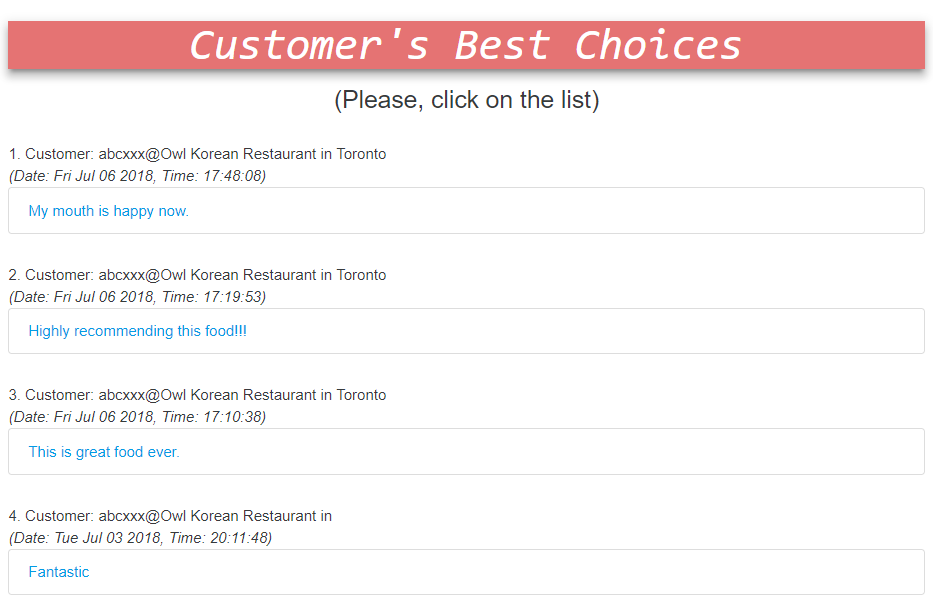 Customer's Best Choices
(Please, click on the list)
1. Customer: abcxxx@Owl Korean Restaurant in Toronto
(Date: Fri Jul 06 2018, Time: 17:48:08)
My mouth is happy now.
2. Customer: abcxxx@Owl Korean Restaurant in Toronto
(Date: Fri Jul 06 2018, Time: 17:19:53)
Highly recommending this food!!!
3. Customer: abcxxx@Owl Korean Restaurant in Toronto
(Date: Fri Jul 06 2018, Time: 17:10:38)
This is great food ever.
4. Customer: abcxxx@Owl Korean Restaurant in
(Date: Tue Jul 03 2018, Time: 20:11:48)
Fantastic